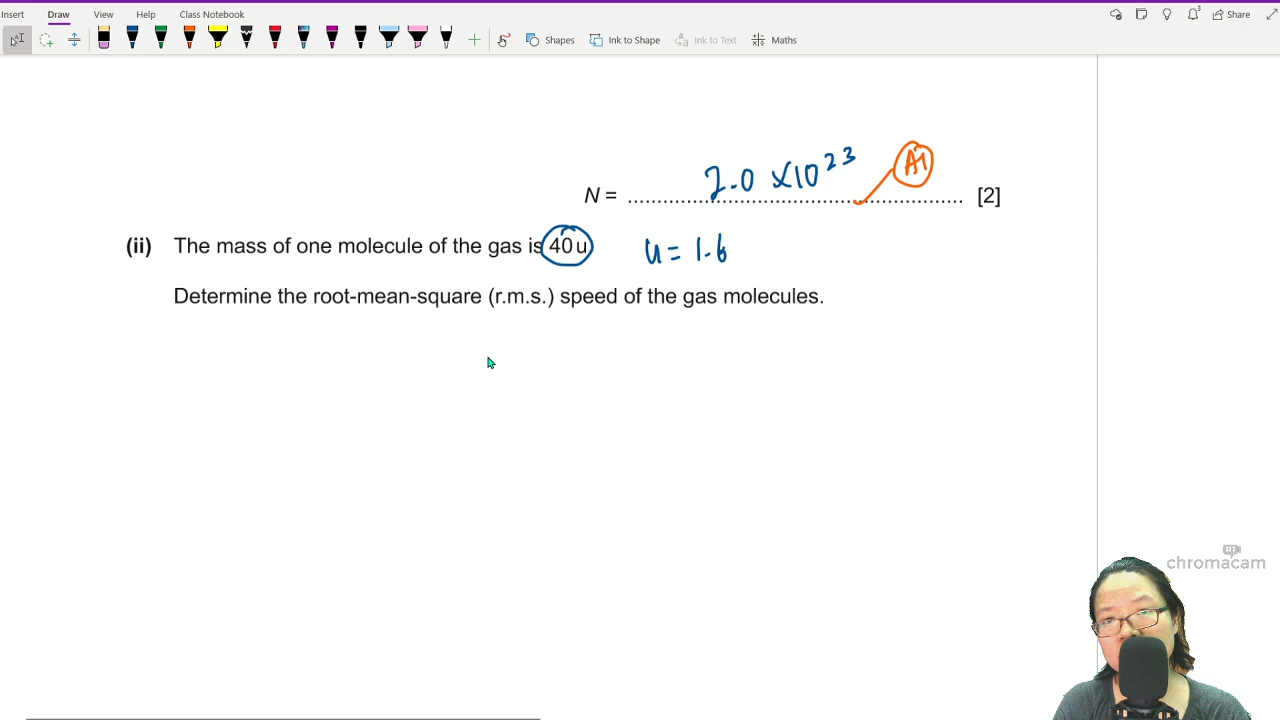 Insert Draw View Help Class Notebook 3 Share
Shapes Ink to Shape Ink to Text Maths
2.0 ×10²³ A1
N = ........................................................ [2]
(ii) The mass of one molecule of the gas is 40 u u = 1.6
Determine the root-mean-square (r.m.s.) speed of the gas molecules.
chromacam